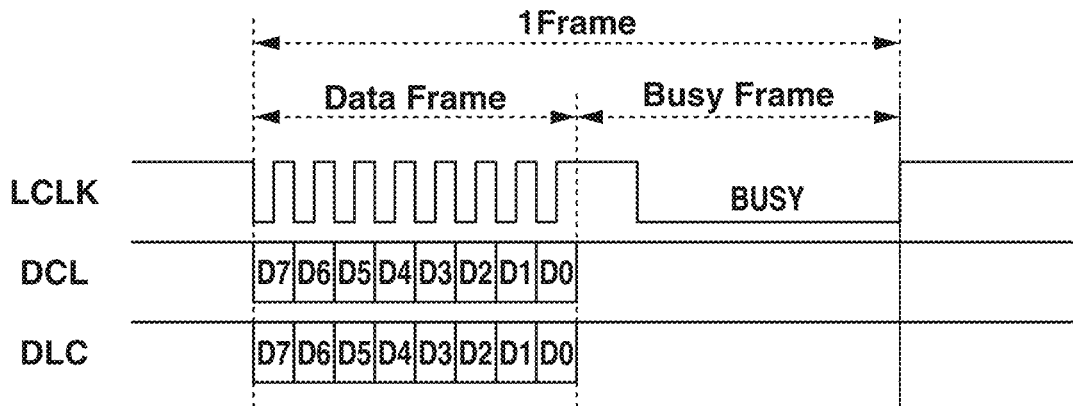 1Frame
Data Frame Busy Frame
LCLK BUSY
DCL D7 D6 D5 D4 D3 D2 D1 D0
DLC D7 D6 D5 D4 D3 D2 D1 D0